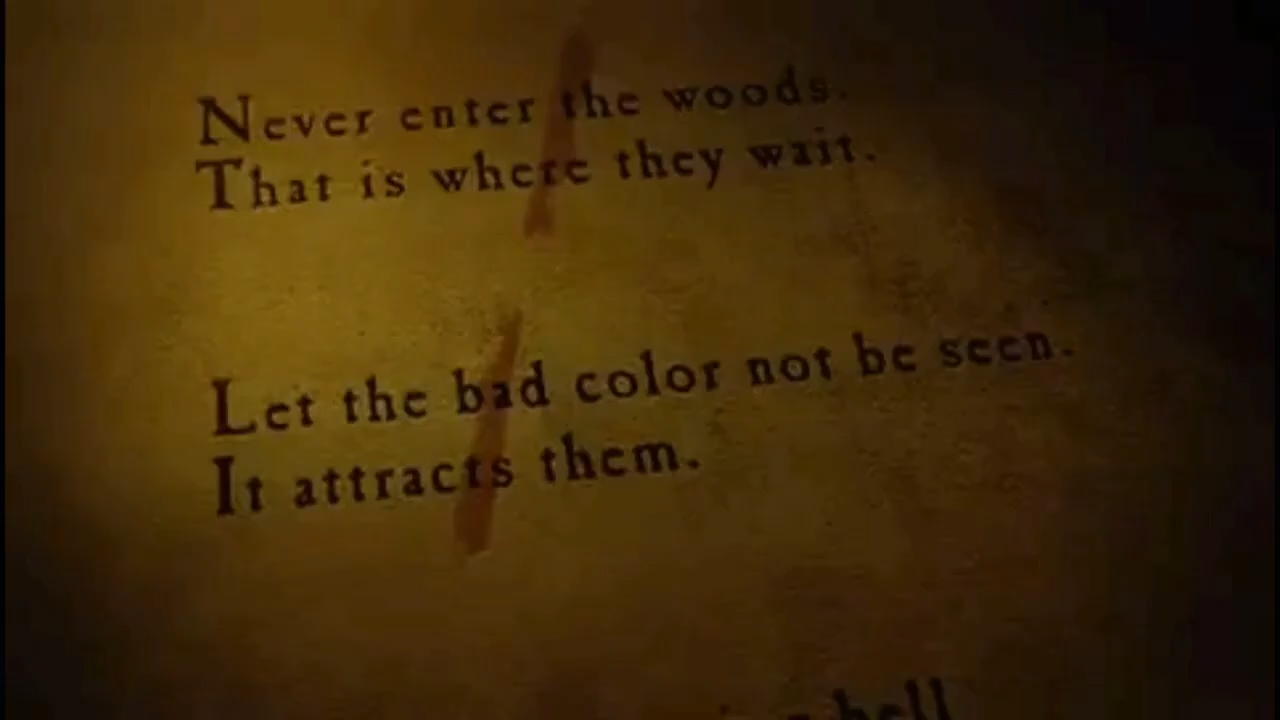 Never enter the woods.
That is where they wait.
Let the bad color not be seen.
It attracts them.
bell